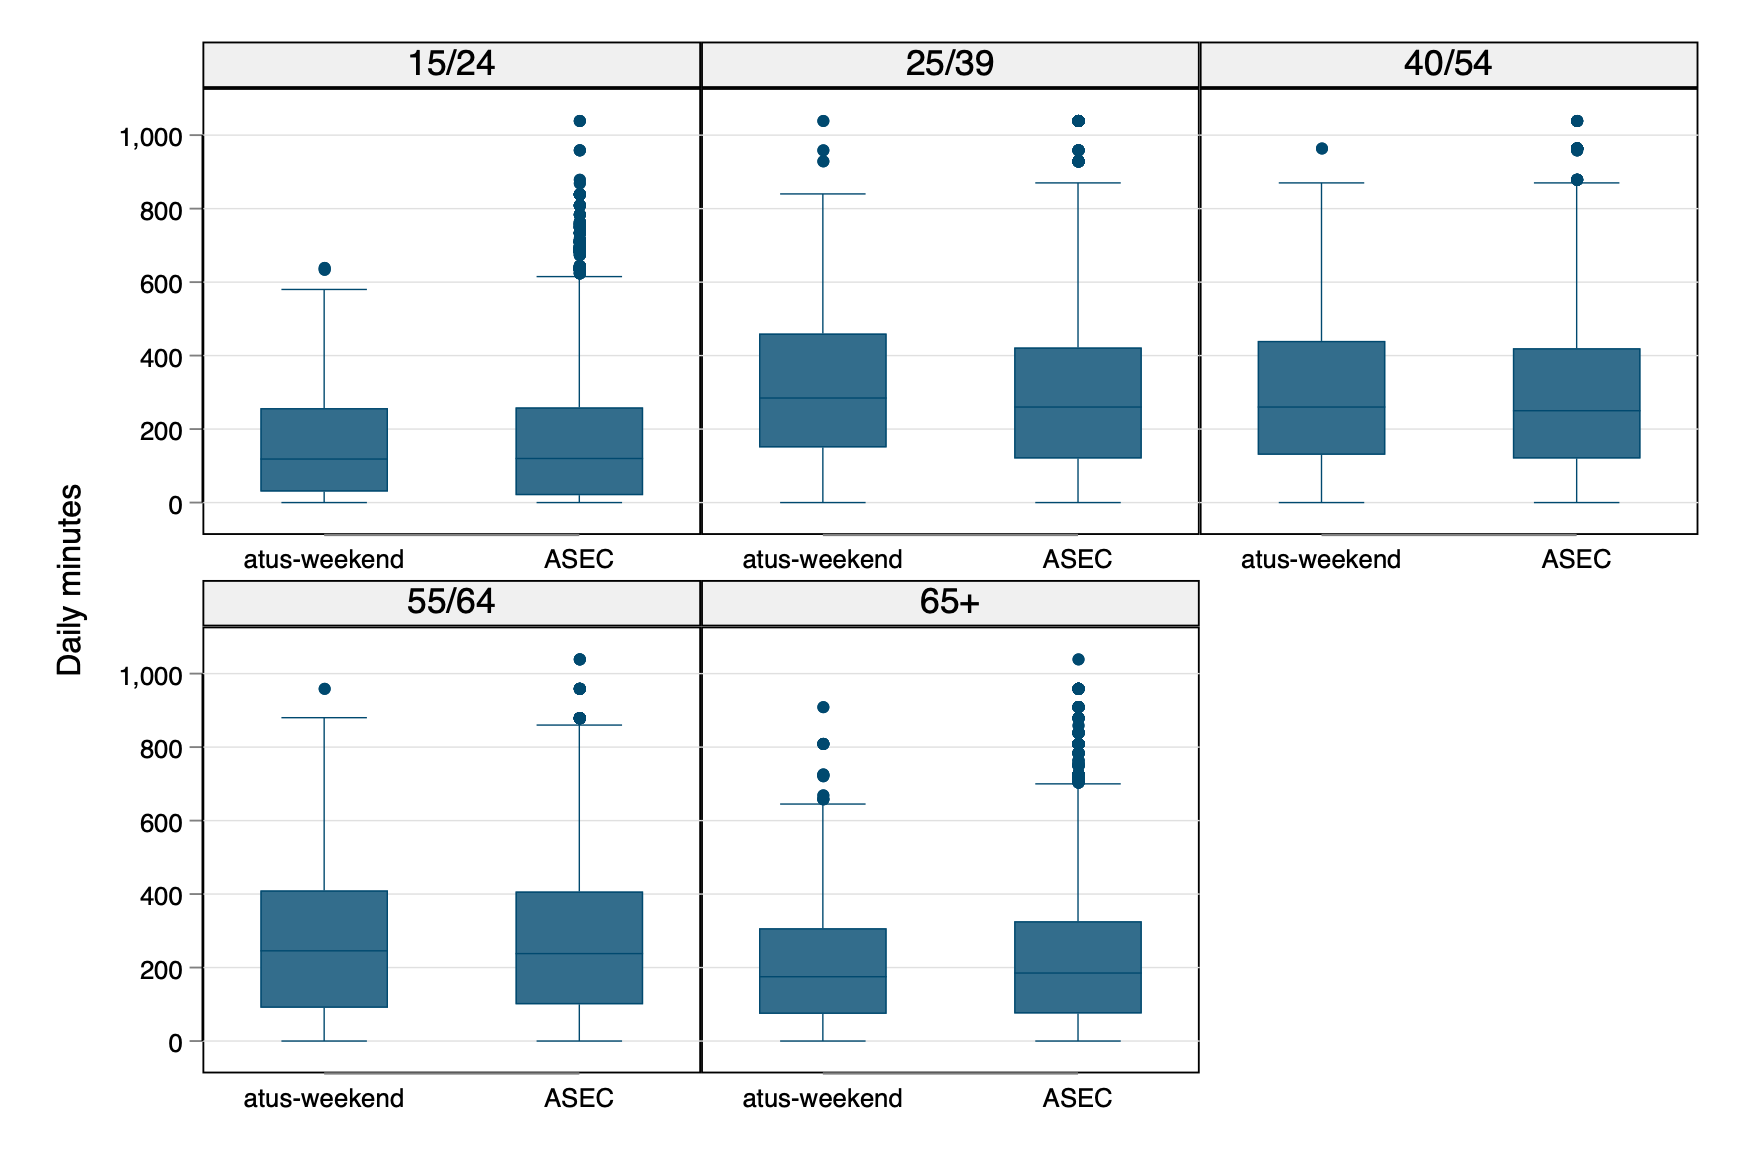 Daily minutes
15/24
25/39
40/54
1,000
800
600
400
200
0
atus-weekend ASEC
atus-weekend ASEC
atus-weekend ASEC
55/64
65+
1,000
800
600
400
200
0
atus-weekend ASEC
atus-weekend ASEC